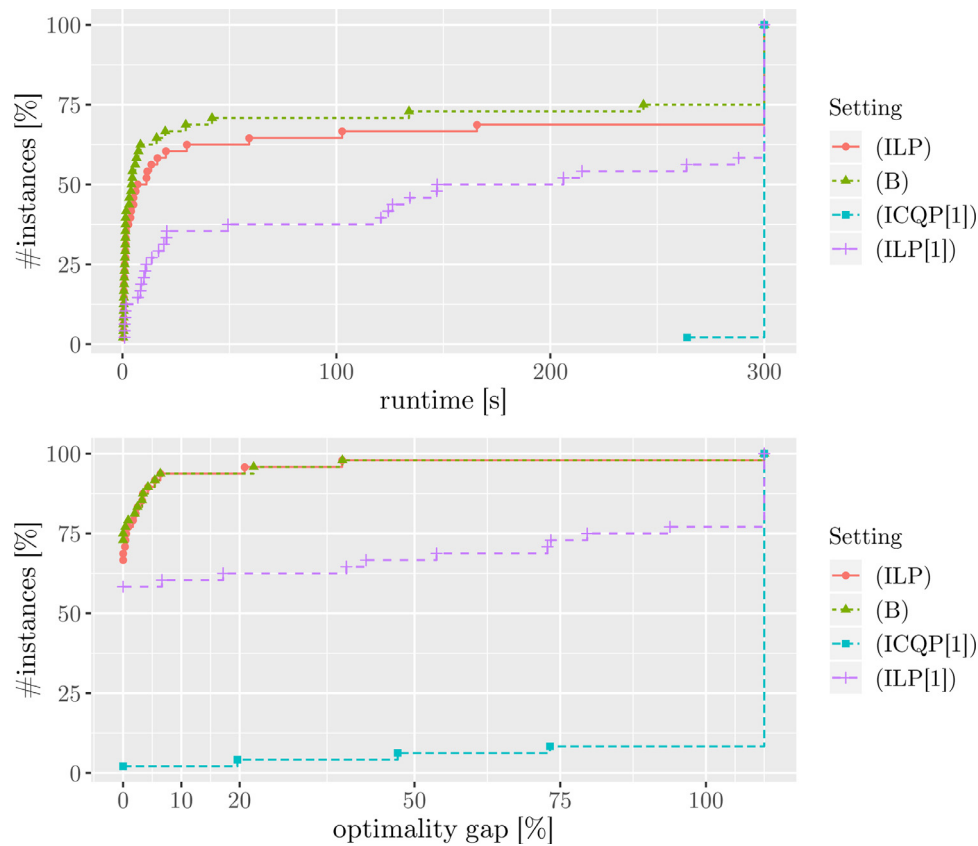 #instances [%]
100
75
50
25
0
0 100 200 300
runtime [s]
Setting
(ILP)
(B)
(ICQP[1])
(ILP[1])
#instances [%]
100
75
50
25
0
0 10 20 50 75 100
optimality gap [%]
Setting
(ILP)
(B)
(ICQP[1])
(ILP[1])